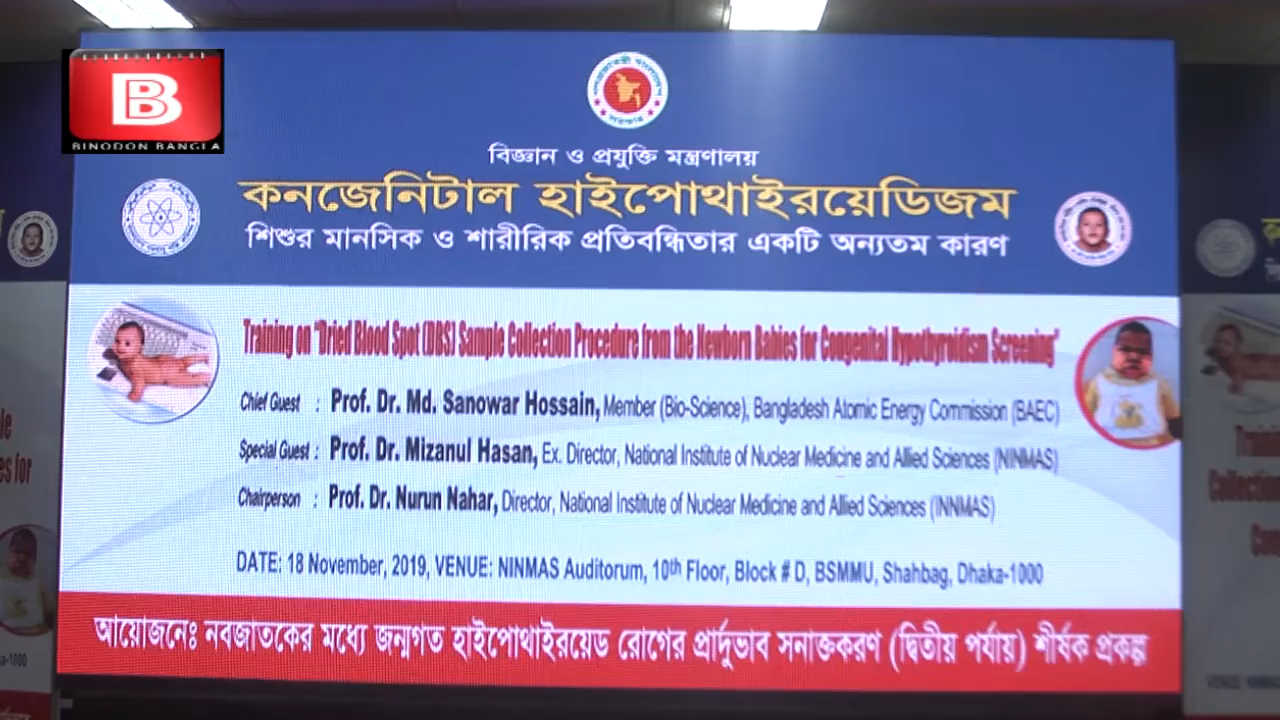 B
BINODON BANGLA
বিজ্ঞান ও প্রযুক্তি মন্ত্রণালয়
কনজেনিটাল হাইপোথাইরয়েডিজম
শিশুর মানসিক ও শারীরিক প্রতিবন্ধিতার একটি অন্যতম কারণ
Training on "Dried Blood Spot (DBS) Sample Collection Procedure from the Newborn Babies for Congenital Hypothyroidism Screening"
Chief Guest : Prof. Dr. Md. Sanowar Hossain, Member (Bio-Science), Bangladesh Atomic Energy Commission (BAEC)
Special Guest : Prof. Dr. Mizanul Hasan, Ex. Director, National Institute of Nuclear Medicine and Allied Sciences (NINMAS)
Chairperson : Prof. Dr. Nurun Nahar, Director, National Institute of Nuclear Medicine and Allied Sciences (INNMAS)
DATE: 18 November, 2019, VENUE: NINMAS Auditorum, 10th Floor, Block # D, BSMMU, Shahbag, Dhaka-1000
আয়োজনেঃ নবজাতকের মধ্যে জন্মগত হাইপোথাইরয়েড রোগের প্রার্দুভাব সনাক্তকরণ (দ্বিতীয় পর্যায়) শীর্ষক প্রকল্প